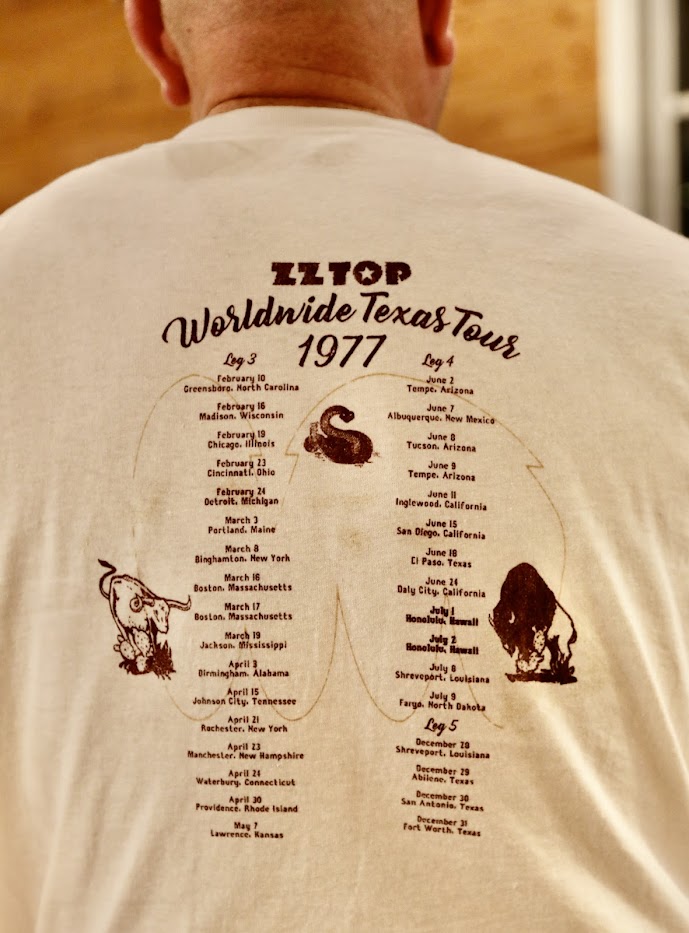 ZZ TOP
Worldwide Texas Tour
1977
Leg 3
February 10
Greensboro, North Carolina
February 16
Madison, Wisconsin
February 19
Chicago, Illinois
February 23
Cincinnati, Ohio
February 24
Detroit, Michigan
March 3
Portland, Maine
March 8
Binghamton, New York
March 16
Boston, Massachusetts
March 17
Boston, Massachusetts
March 19
Jackson, Mississippi
April 3
Birmingham, Alabama
April 15
Johnson City, Tennessee
April 21
Rochester, New York
April 23
Manchester, New Hampshire
April 24
Waterbury, Connecticut
April 30
Providence, Rhode Island
May 7
Lawrence, Kansas
Leg 4
June 2
Tempe, Arizona
June 7
Albuquerque, New Mexico
June 8
Tucson, Arizona
June 9
Tempe, Arizona
June 11
Inglewood, California
June 15
San Diego, California
June 18
El Paso, Texas
June 24
Daly City, California
July 1
Honolulu, Hawaii
July 2
Honolulu, Hawaii
July 8
Shreveport, Louisiana
July 9
Fargo, North Dakota
Leg 5
December 28
Shreveport, Louisiana
December 29
Abilene, Texas
December 30
San Antonio, Texas
December 31
Fort Worth, Texas